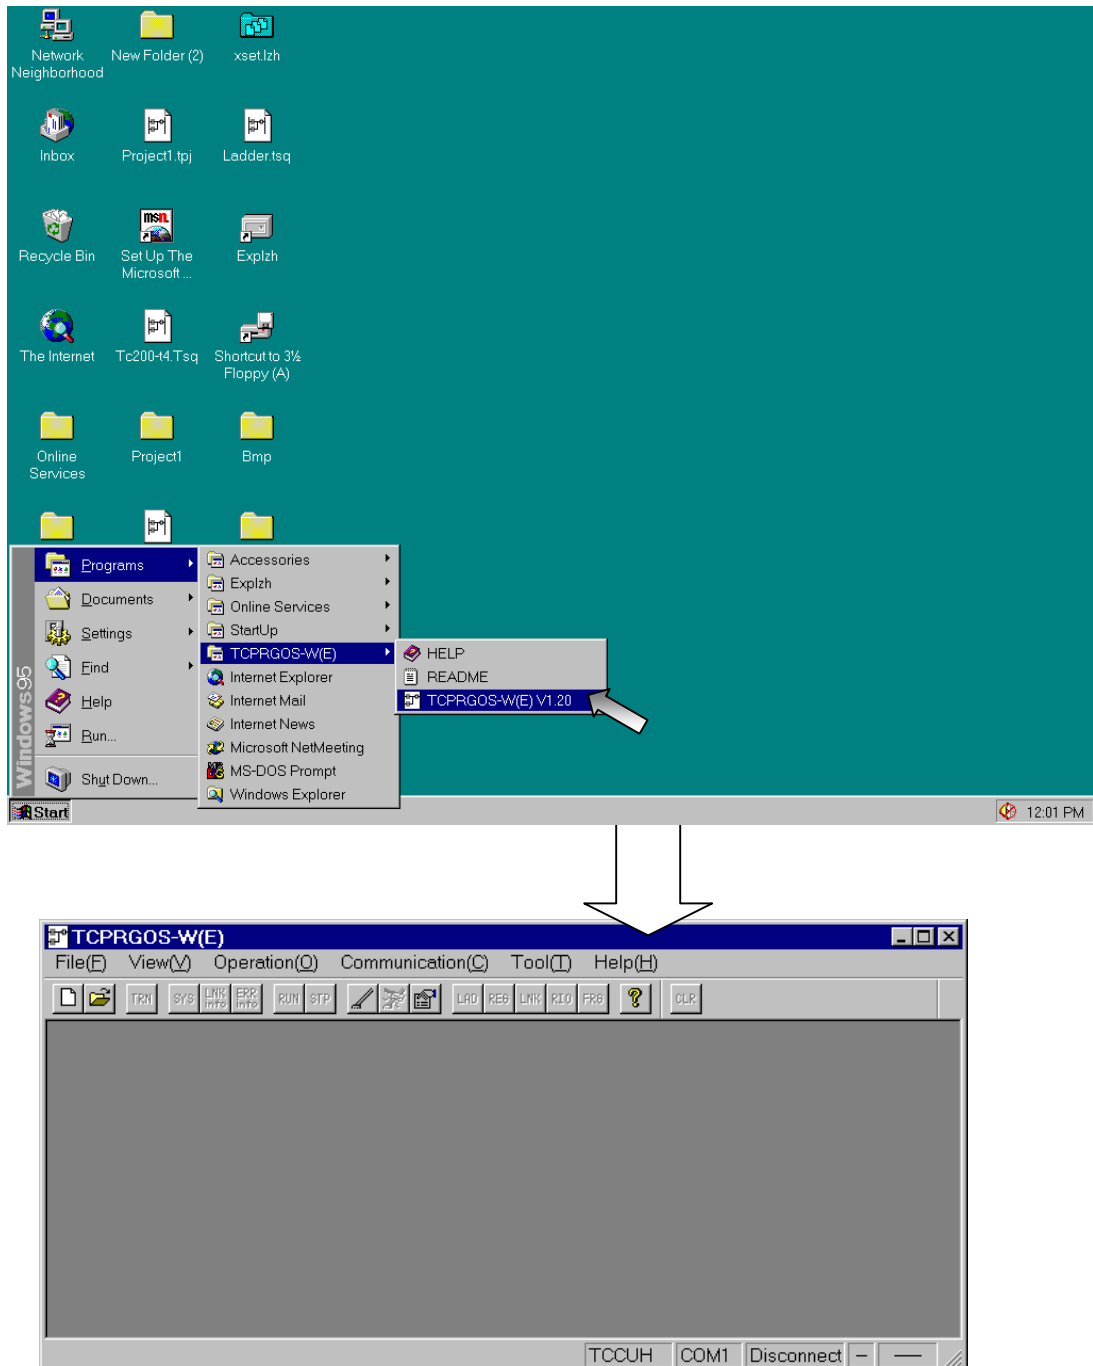 Network
Neighborhood
New Folder (2)
xset.lzh
Inbox
Project1.tpj
Ladder.tsq
Recycle Bin
msn.
Set Up The
Microsoft ...
Explzh
The Internet
Tc200-t4.Tsq
Shortcut to 3½
Floppy (A)
Online
Services
Project1
Bmp
Windows95
Programs
Documents
Settings
Find
Help
Run...
Shut Down...
Accessories
Explzh
Online Services
StartUp
TCPRGOS-W(E)
Internet Explorer
Internet Mail
Internet News
Microsoft NetMeeting
MS-DOS Prompt
Windows Explorer
HELP
README
TCPRGOS-W(E) V1.20
Start
12:01 PM
TCPRGOS-W(E)
File(F) View(V) Operation(O) Communication(C) Tool(T) Help(H)
TRN SYS LNK info ERR info RUN STP LAD REG LNK RIO FRG CLR
TCCUH COM1 Disconnect – —